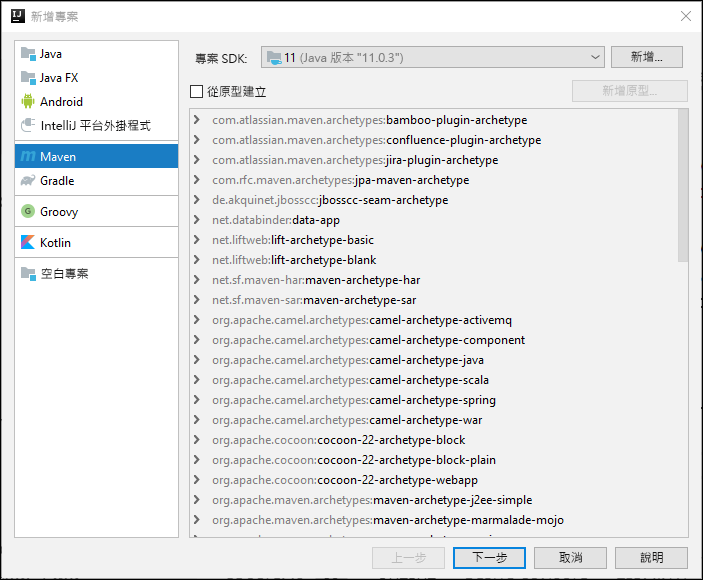 新增專案
Java
Java FX
Android
IntelliJ 平台外掛程式
Maven
Gradle
Groovy
Kotlin
空白專案
專案 SDK:
11 (Java 版本 "11.0.3")
新增...
從原型建立
新增原型...
com.atlassian.maven.archetypes:bamboo-plugin-archetype
com.atlassian.maven.archetypes:confluence-plugin-archetype
com.atlassian.maven.archetypes:jira-plugin-archetype
com.rfc.maven.archetypes:jpa-maven-archetype
de.akquinet.jbosscc:jbosscc-seam-archetype
net.databinder:data-app
net.liftweb:lift-archetype-basic
net.liftweb:lift-archetype-blank
net.sf.maven-har:maven-archetype-har
net.sf.maven-sar:maven-archetype-sar
org.apache.camel.archetypes:camel-archetype-activemq
org.apache.camel.archetypes:camel-archetype-component
org.apache.camel.archetypes:camel-archetype-java
org.apache.camel.archetypes:camel-archetype-scala
org.apache.camel.archetypes:camel-archetype-spring
org.apache.camel.archetypes:camel-archetype-war
org.apache.cocoon:cocoon-22-archetype-block
org.apache.cocoon:cocoon-22-archetype-block-plain
org.apache.cocoon:cocoon-22-archetype-webapp
org.apache.maven.archetypes:maven-archetype-j2ee-simple
org.apache.maven.archetypes:maven-archetype-marmalade-mojo
上一步
下一步
取消
說明